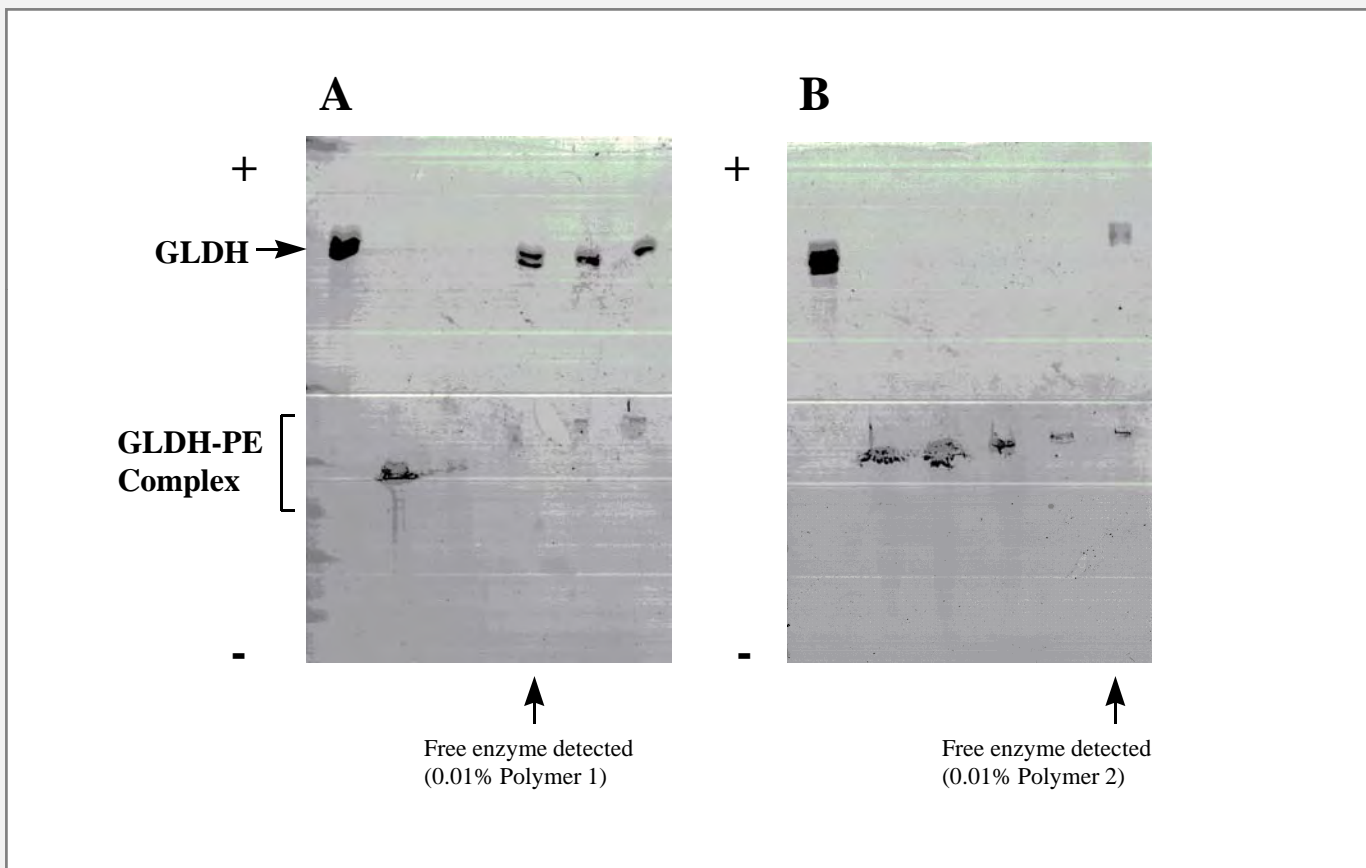 A
B
+
+
GLDH
GLDH-PE
Complex
-
-
Free enzyme detected
(0.01% Polymer 1)
Free enzyme detected
(0.01% Polymer 2)